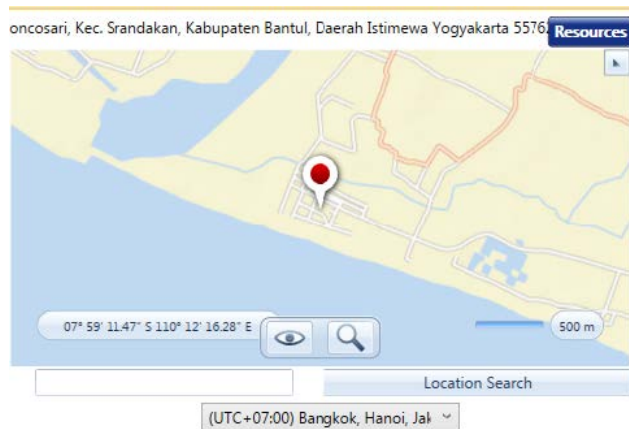 oncosari, Kec. Srandakan, Kabupaten Bantul, Daerah Istimewa Yogyakarta 5576
Resources
07° 59' 11.47" S 110° 12' 16.28" E
500 m
Location Search
(UTC+07:00) Bangkok, Hanoi, Jak